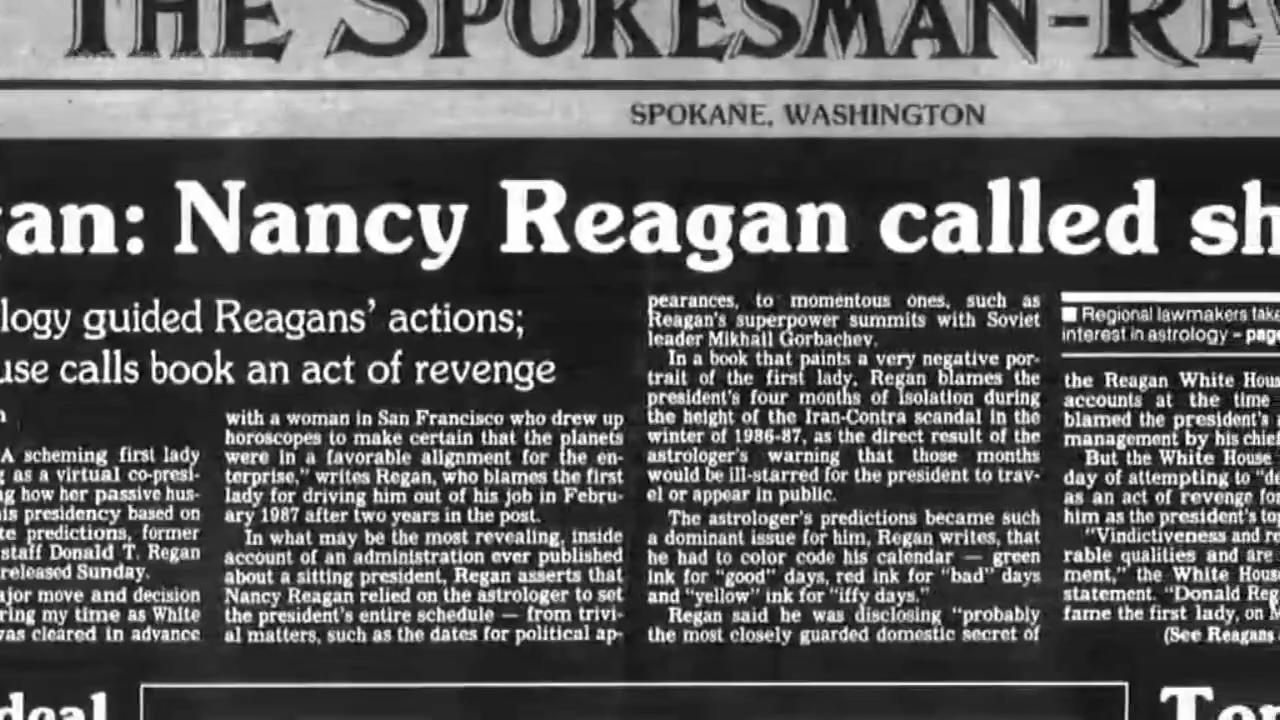 THE SPOKESMAN-RE
SPOKANE, WASHINGTON
an: Nancy Reagan called sh
logy guided Reagans' actions;
use calls book an act of revenge
A scheming first lady
as a virtual co-presi-
ng how her passive hus-
is presidency based on
te predictions, former
staff Donald T. Regan
released Sunday.
ajor move and decision
ring my time as White
was cleared in advance
with a woman in San Francisco who drew up
horoscopes to make certain that the planets
were in a favorable alignment for the en-
terprise," writes Regan, who blames the first
lady for driving him out of his job in Febru-
ary 1987 after two years in the post.
In what may be the most revealing, inside
account of an administration ever published
about a sitting president, Regan asserts that
Nancy Reagan relied on the astrologer to set
the president's entire schedule — from trivi-
al matters, such as the dates for political ap-
pearances, to momentous ones, such as
Reagan's superpower summits with Soviet
leader Mikhail Gorbachev.
In a book that paints a very negative por-
trait of the first lady, Regan blames the
president's four months of isolation during
the height of the Iran-Contra scandal in the
winter of 1986-87, as the direct result of the
astrologer's warning that those months
would be ill-starred for the president to trav-
el or appear in public.
The astrologer's predictions became such
a dominant issue for him, Regan writes, that
he had to color code his calendar — green
ink for "good" days, red ink for "bad" days
and "yellow" ink for "iffy days."
Regan said he was disclosing "probably
the most closely guarded domestic secret of
■ Regional lawmakers take
interest in astrology – page
the Reagan White Hous
accounts at the time
blamed the president's
management by his chief
But the White House
day of attempting to "de
as an act of revenge for
him as the president's to
"Vindictiveness and re
rable qualities and are
ment," the White House
statement. "Donald Reg
fame the first lady, on M
(See Reagans
deal